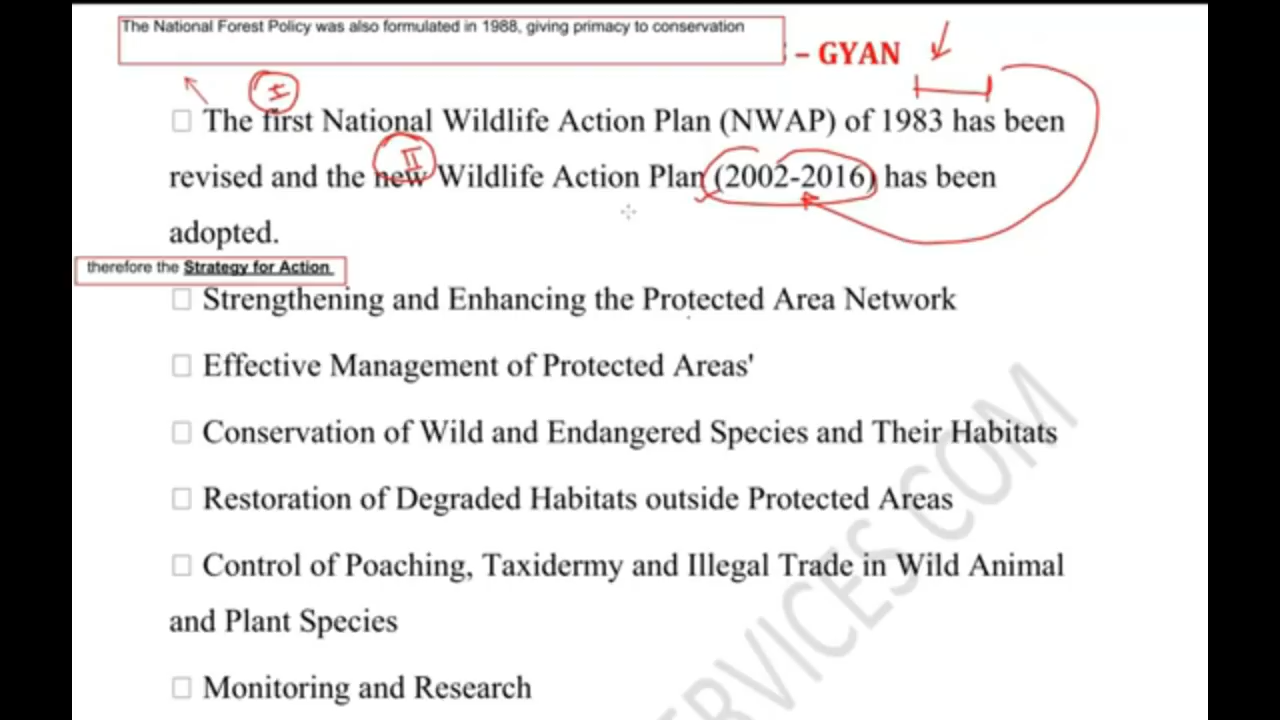 The National Forest Policy was also formulated in 1988, giving primacy to conservation
– GYAN
I
The first National Wildlife Action Plan (NWAP) of 1983 has been
II
revised and the new Wildlife Action Plan (2002-2016) has been
adopted.
therefore the Strategy for Action
Strengthening and Enhancing the Protected Area Network
Effective Management of Protected Areas'
Conservation of Wild and Endangered Species and Their Habitats
Restoration of Degraded Habitats outside Protected Areas
Control of Poaching, Taxidermy and Illegal Trade in Wild Animal
and Plant Species
Monitoring and Research
ERVICES.COM